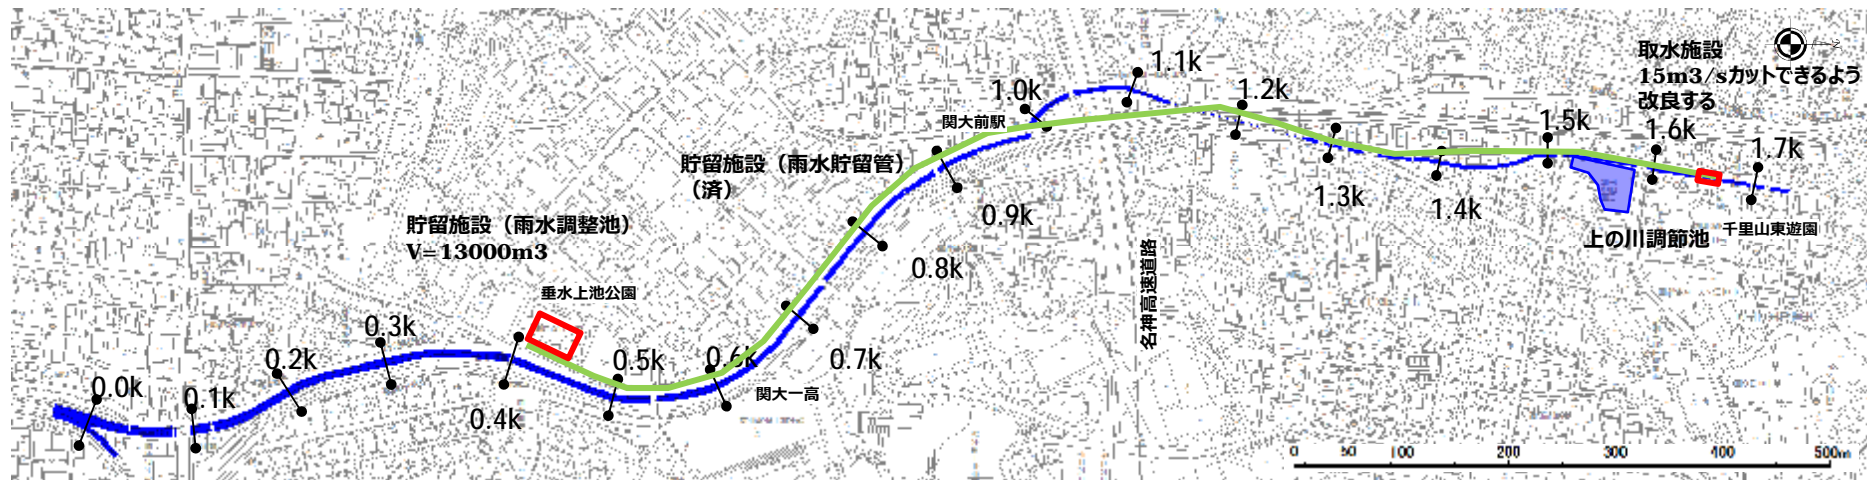 取水施設
15m3/sカットできるよう
改良する
1.1k
1.0k
1.2k
関大前駅
1.5k
1.6k
1.7k
貯留施設（雨水貯留管）
（済）
0.9k
1.3k
1.4k
上の川調節池
千里山東遊園
貯留施設（雨水調整池）
V=13000m3
0.8k
名神高速道路
垂水上池公園
0.3k
0.2k
0.5k
0.6k
0.7k
0.0k
0.1k
0.4k
関大一高
0 50 100 200 300 400 500m